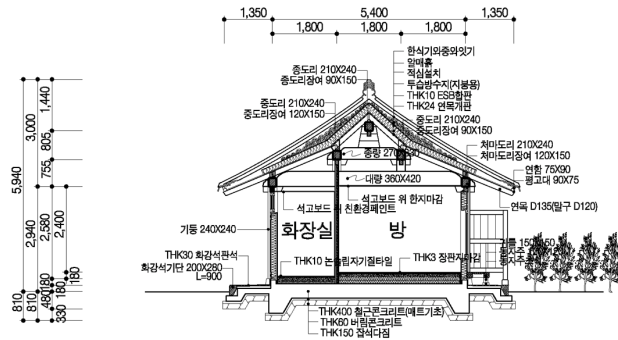 1,350 5,400 1,350
1,800 1,800 1,800
한식기와중와잇기
알매흙
적심설치
투습방수지(지붕용)
THK10 ESB합판
THK24 연목개판
종도리 210X240
종도리장여 90X150
중도리 210X240
중도리장여 120X150
중도리 210X240
중도리장여 90X150
처마도리 210X240
처마도리장여 120X150
종량
대량 360X420
연함 75X90
평고대 90X75
석고보드 위 한지마감
석고보드 위 친환경페인트
연목 D135(말구 D120)
기둥 240X240
화장실 방
THK30 화강석판석
화강석기단 200X280
L=900
THK10 논슬립자기질타일
THK3 장판지마감
THK400 철근콘크리트(매트기초)
THK60 버림콘크리트
THK150 잡석다짐
5,940
3,000
2,940
1,440
805
755
2,580
2,400
180
180
180
480
810
810
330